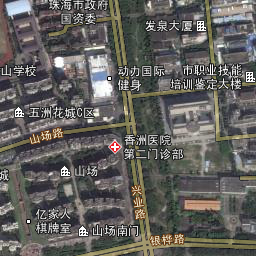 珠海市政府
国资委
发泉大厦
山学校
动力国际
健身
市职业技能
培训鉴定大楼
五洲花城C区
山场路
香洲医院
第二门诊部
城
山场
兴业路
亿家人
棋牌室
山场南门
银桦路